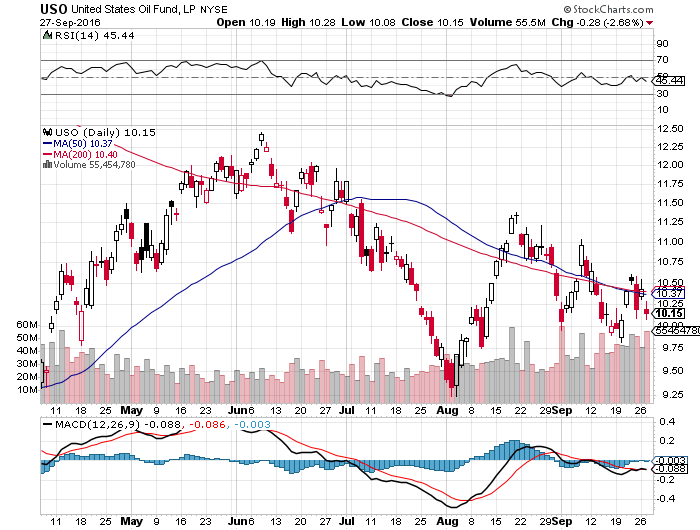 USO United States Oil Fund, LP NYSE © StockCharts.com
27-Sep-2016 Open 10.19 High 10.28 Low 10.08 Close 10.15 Volume 55.5M Chg -0.28 (-2.68%)
RSI(14) 45.44
90
70
50
45.44
30
10
USO (Daily) 10.15
MA(50) 10.37
MA(200) 10.40
Volume 55,454,780
12.50
12.25
12.00
11.75
11.50
11.25
11.00
10.75
10.50
10.37
10.25
10.15
10.00
55454780
9.75
9.50
9.25
60M
50M
40M
30M
20M
10M
11 18 25 May 9 16 23 Jun 6 13 20 27 Jul 11 18 25 Aug 8 15 22 29 Sep 12 19 26
MACD(12,26,9) -0.088, -0.086, -0.003
0.4
0.2
-0.003
-0.088
-0.2
-0.4
11 18 25 May 9 16 23 Jun 6 13 20 27 Jul 11 18 25 Aug 8 15 22 29 Sep 12 19 26